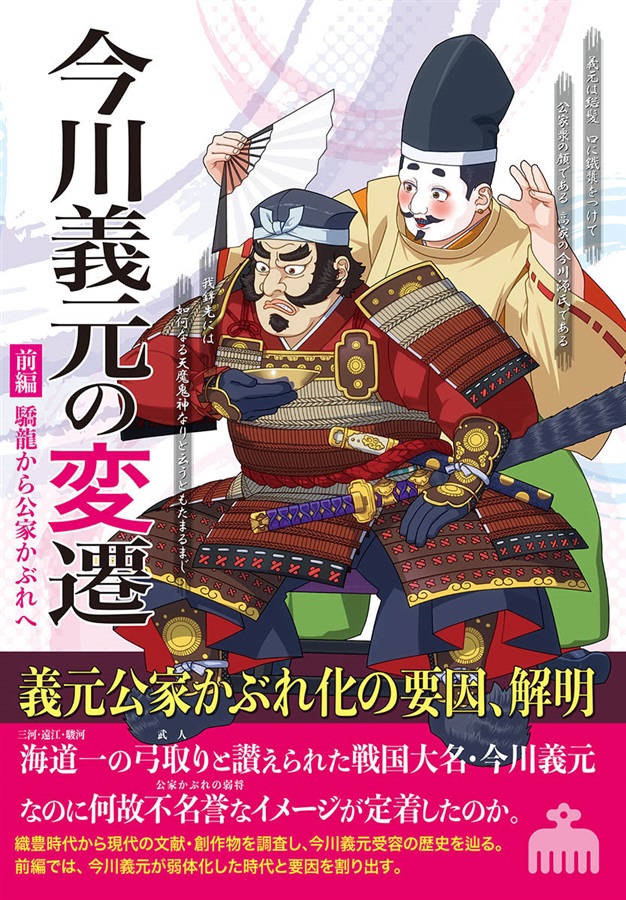 今川義元の変遷
前編
驕龍から公家かぶれへ
義元は結髪 口に鐵漿をつけて
公家衆の顔である 高家の今川源氏である
我鉾先には
如何なる天魔鬼神なりと云うともたまるまじ
義元公家かぶれ化の要因、解明
三河・遠江・駿河
武人
海道一の弓取りと讃えられた戦国大名・今川義元
公家かぶれの弱将
なのに何故不名誉なイメージが定着したのか。
織豊時代から現代の文献・創作物を調査し、今川義元受容の歴史を辿る。
前編では、今川義元が弱体化した時代と要因を割り出す。